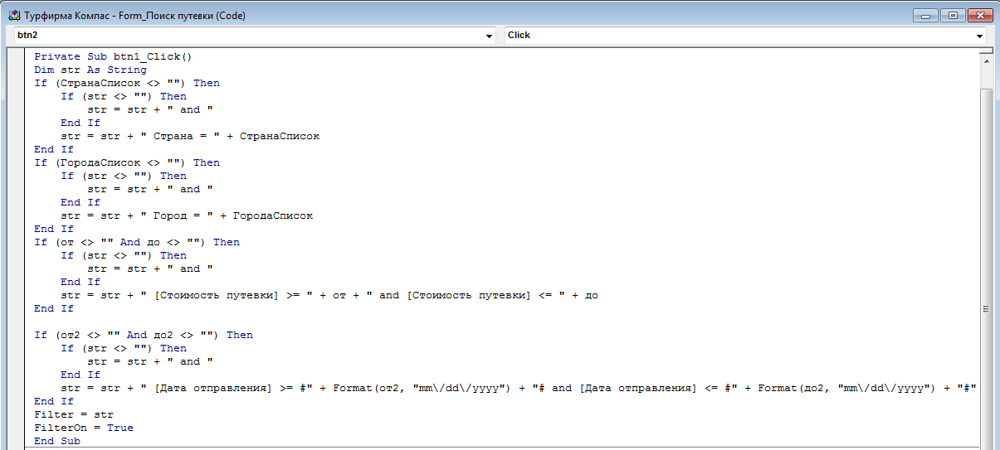 Турфирма Компас - Form_Поиск путевки (Code)
btn2 Click
Private Sub btn1_Click()
Dim str As String
If (СтранаСписок <> "") Then
    If (str <> "") Then
        str = str + " and "
    End If
    str = str + " Страна = " + СтранаСписок
End If
If (ГородаСписок <> "") Then
    If (str <> "") Then
        str = str + " and "
    End If
    str = str + " Город = " + ГородаСписок
End If
If (от <> "" And до <> "") Then
    If (str <> "") Then
        str = str + " and "
    End If
    str = str + " [Стоимость путевки] >= " + от + " and [Стоимость путевки] <= " + до
End If
If (от2 <> "" And до2 <> "") Then
    If (str <> "") Then
        str = str + " and "
    End If
    str = str + " [Дата отправления] >= #" + Format(от2, "mm\/dd\/yyyy") + "# and [Дата отправления] <= #" + Format(до2, "mm\/dd\/yyyy") + "#"
End If
Filter = str
FilterOn = True
End Sub